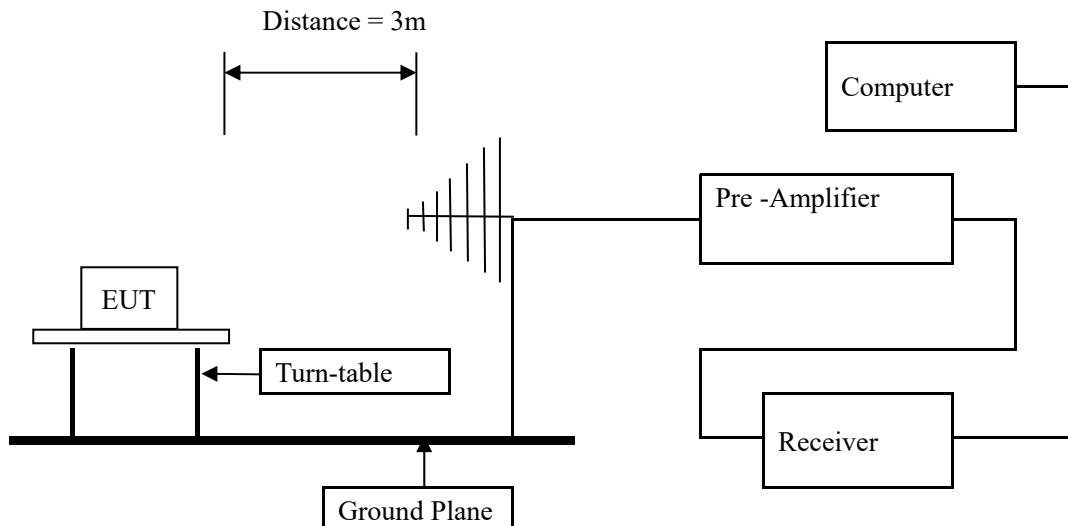 Distance = 3m
Computer
Pre -Amplifier
EUT
Turn-table
Receiver
Ground Plane